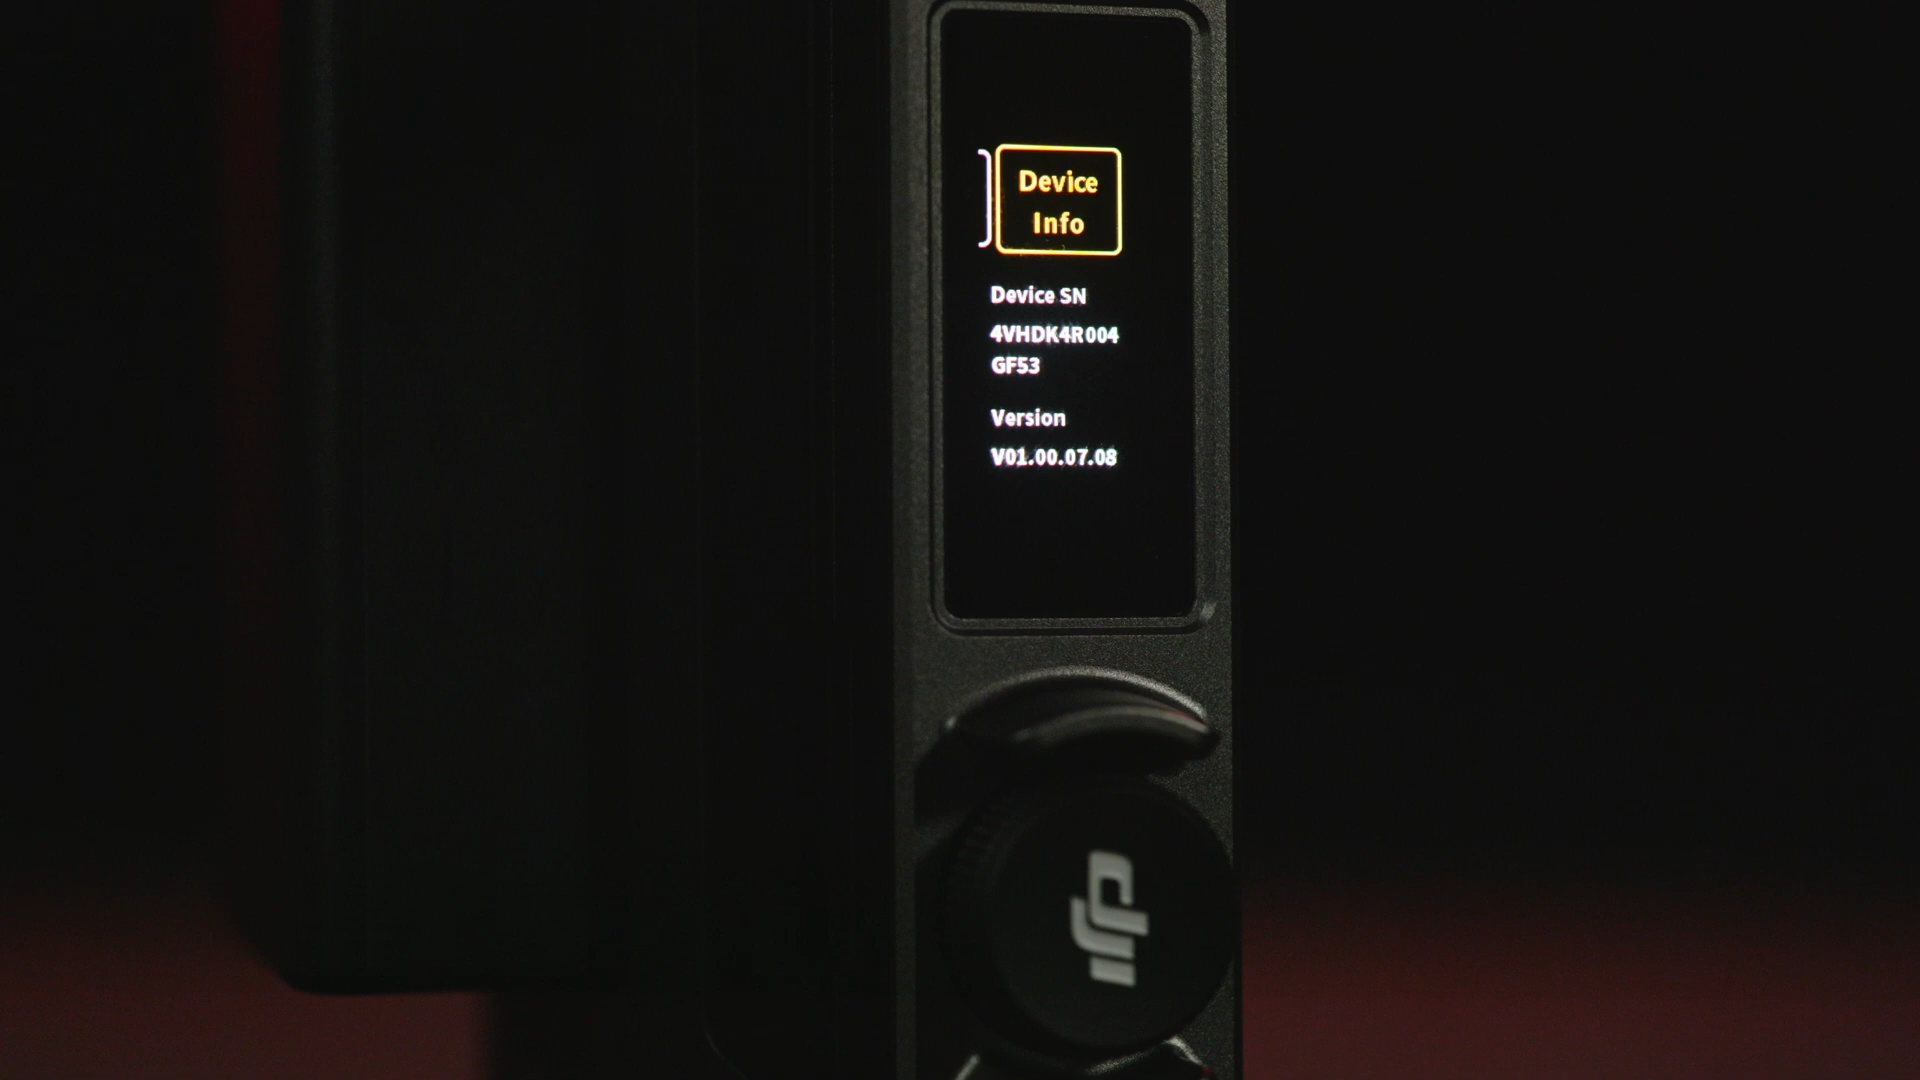 Device
Info
Device SN
4VHDK4R004
GF53
Version
V01.00.07.08
dji